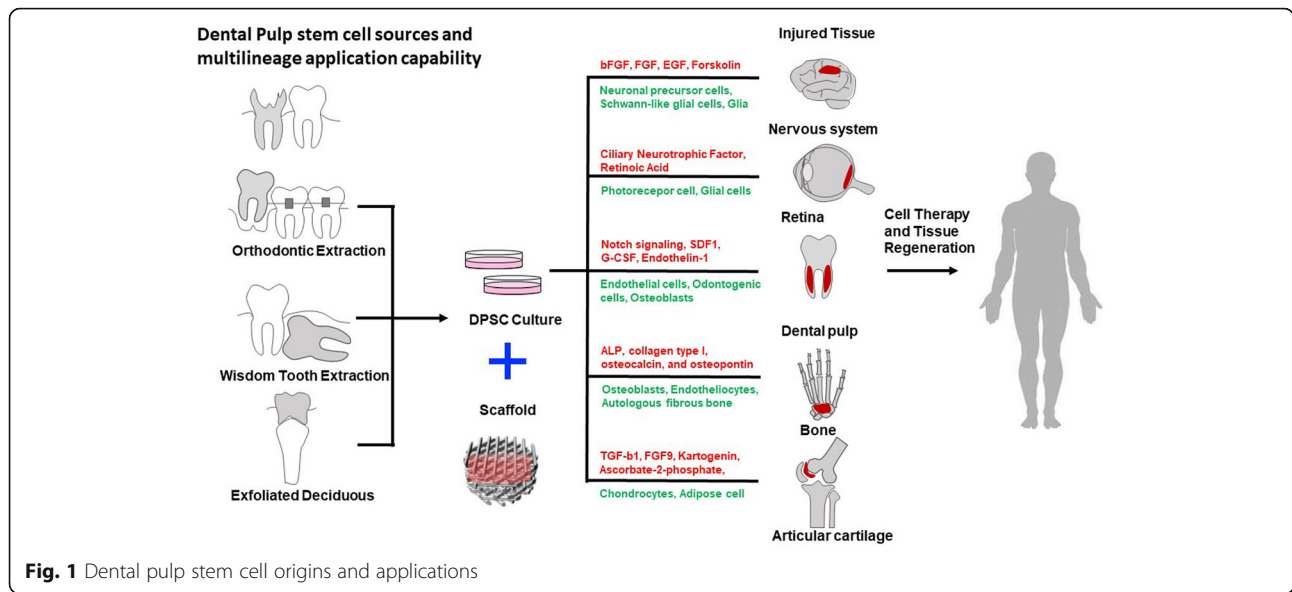 Dental Pulp stem cell sources and
multilineage application capability
Orthodontic Extraction
Wisdom Tooth Extraction
Exfoliated Deciduous
DPSC Culture
+
Scaffold
bFGF, FGF, EGF, Forskolin
Neuronal precursor cells,
Schwann-like glial cells, Glia
Ciliary Neurotrophic Factor,
Retinoic Acid
Photorecepor cell, Glial cells
Notch signaling, SDF1,
G-CSF, Endothelin-1
Endothelial cells, Odontogenic
cells, Osteoblasts
ALP, collagen type I,
osteocalcin, and osteopontin
Osteoblasts, Endotheliocytes,
Autologous fibrous bone
TGF-b1, FGF9, Kartogenin,
Ascorbate-2-phosphate,
Chondrocytes, Adipose cell
Injured Tissue
Nervous system
Retina
Dental pulp
Bone
Articular cartilage
Cell Therapy
and Tissue
Regeneration
Fig. 1 Dental pulp stem cell origins and applications